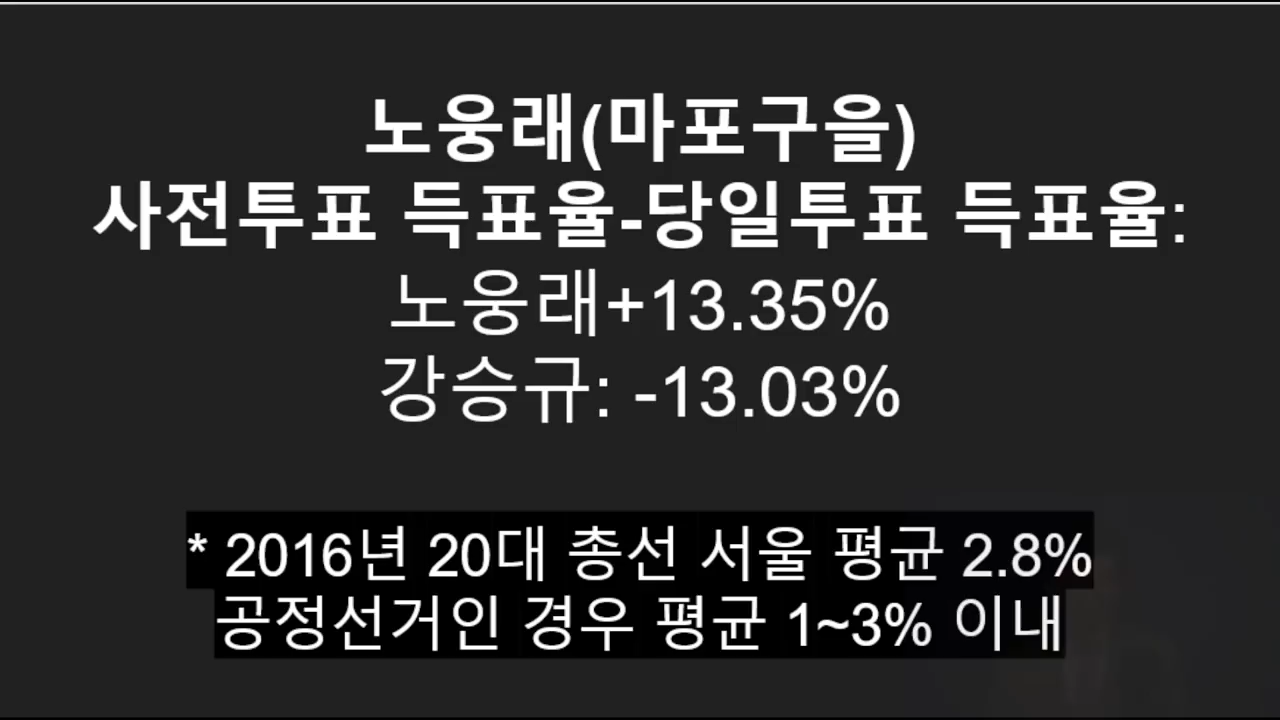 노웅래(마포구을)
사전투표 득표율-당일투표 득표율:
노웅래+13.35%
강승규: -13.03%
* 2016년 20대 총선 서울 평균 2.8%
공정선거인 경우 평균 1~3% 이내